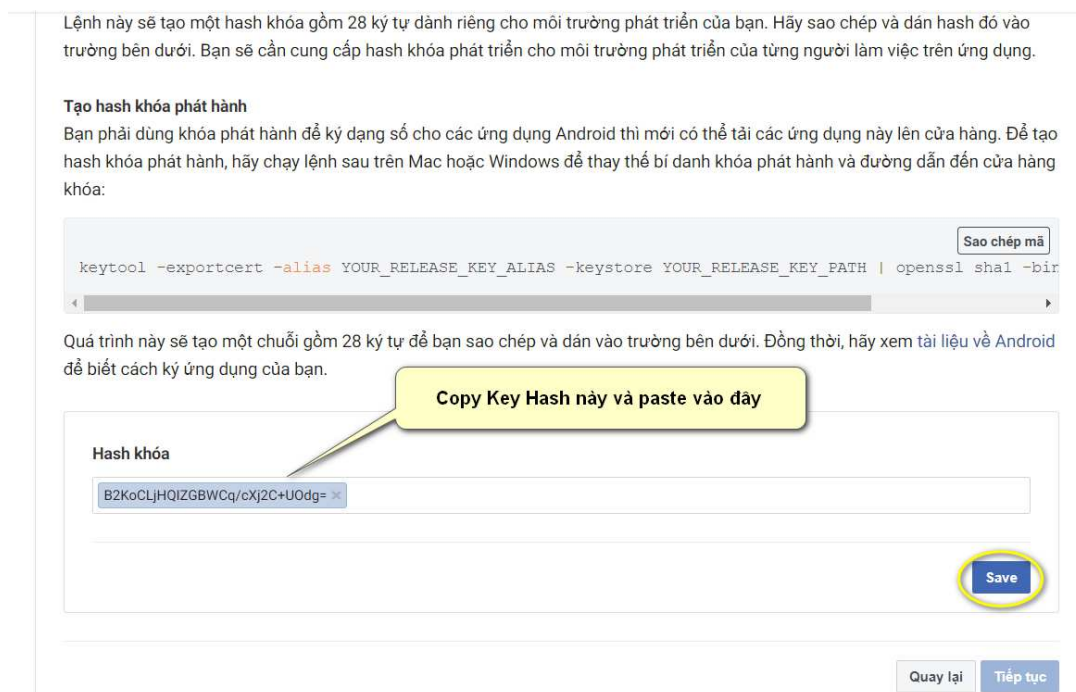 Lệnh này sẽ tạo một hash khóa gồm 28 ký tự dành riêng cho môi trường phát triển của bạn. Hãy sao chép và dán hash đó vào
trường bên dưới. Bạn sẽ cần cung cấp hash khóa phát triển cho môi trường phát triển của từng người làm việc trên ứng dụng.
Tạo hash khóa phát hành
Bạn phải dùng khóa phát hành để ký dạng số cho các ứng dụng Android thì mới có thể tải các ứng dụng này lên cửa hàng. Để tạo
hash khóa phát hành, hãy chạy lệnh sau trên Mac hoặc Windows để thay thế bí danh khóa phát hành và đường dẫn đến cửa hàng
khóa:
Sao chép mã
keytool -exportcert -alias YOUR_RELEASE_KEY_ALIAS -keystore YOUR_RELEASE_KEY_PATH | openssl sha1 -bin
Quá trình này sẽ tạo một chuỗi gồm 28 ký tự để bạn sao chép và dán vào trường bên dưới. Đồng thời, hãy xem tài liệu về Android
để biết cách ký ứng dụng của bạn.
Copy Key Hash này và paste vào đây
Hash khóa
B2KoCLjHQIZGBWCq/cXj2C+UOdg=
Save
Quay lại
Tiếp tục